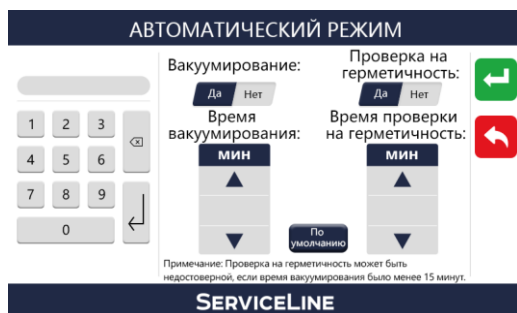 АВТОМАТИЧЕСКИЙ РЕЖИМ
Вакуумирование:
Да Нет
Время
вакуумирования:
мин
Проверка на
герметичность:
Да Нет
Время проверки
на герметичность:
мин
1 2 3
4 5 6
7 8 9
0
По
умолчанию
Примечание: Проверка на герметичность может быть
недостоверной, если время вакуумирования было менее 15 минут.
SERVICELINE